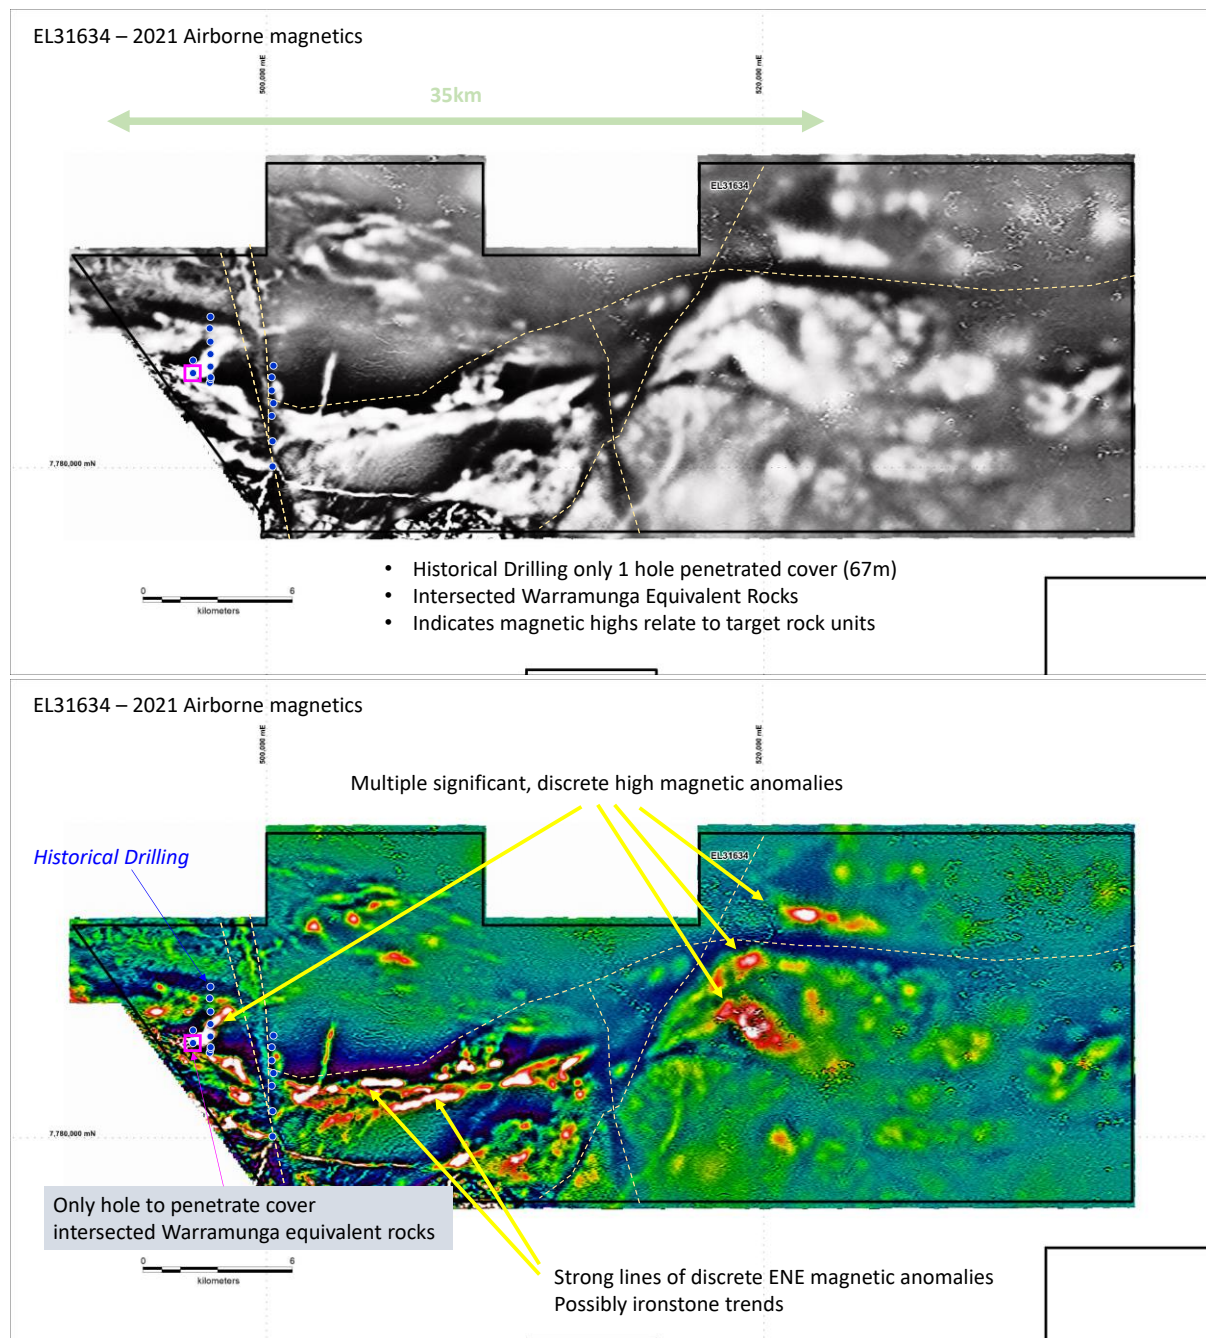 EL31634 – 2021 Airborne magnetics
500,000 mE
520,000 mE
35km
EL31634
7,780,000 mN
• Historical Drilling only 1 hole penetrated cover (67m)
• Intersected Warramunga Equivalent Rocks
• Indicates magnetic highs relate to target rock units
0 6
kilometers
EL31634 – 2021 Airborne magnetics
500,000 mE
520,000 mE
Multiple significant, discrete high magnetic anomalies
Historical Drilling
EL31634
7,780,000 mN
Only hole to penetrate cover
intersected Warramunga equivalent rocks
0 6
kilometers
Strong lines of discrete ENE magnetic anomalies
Possibly ironstone trends